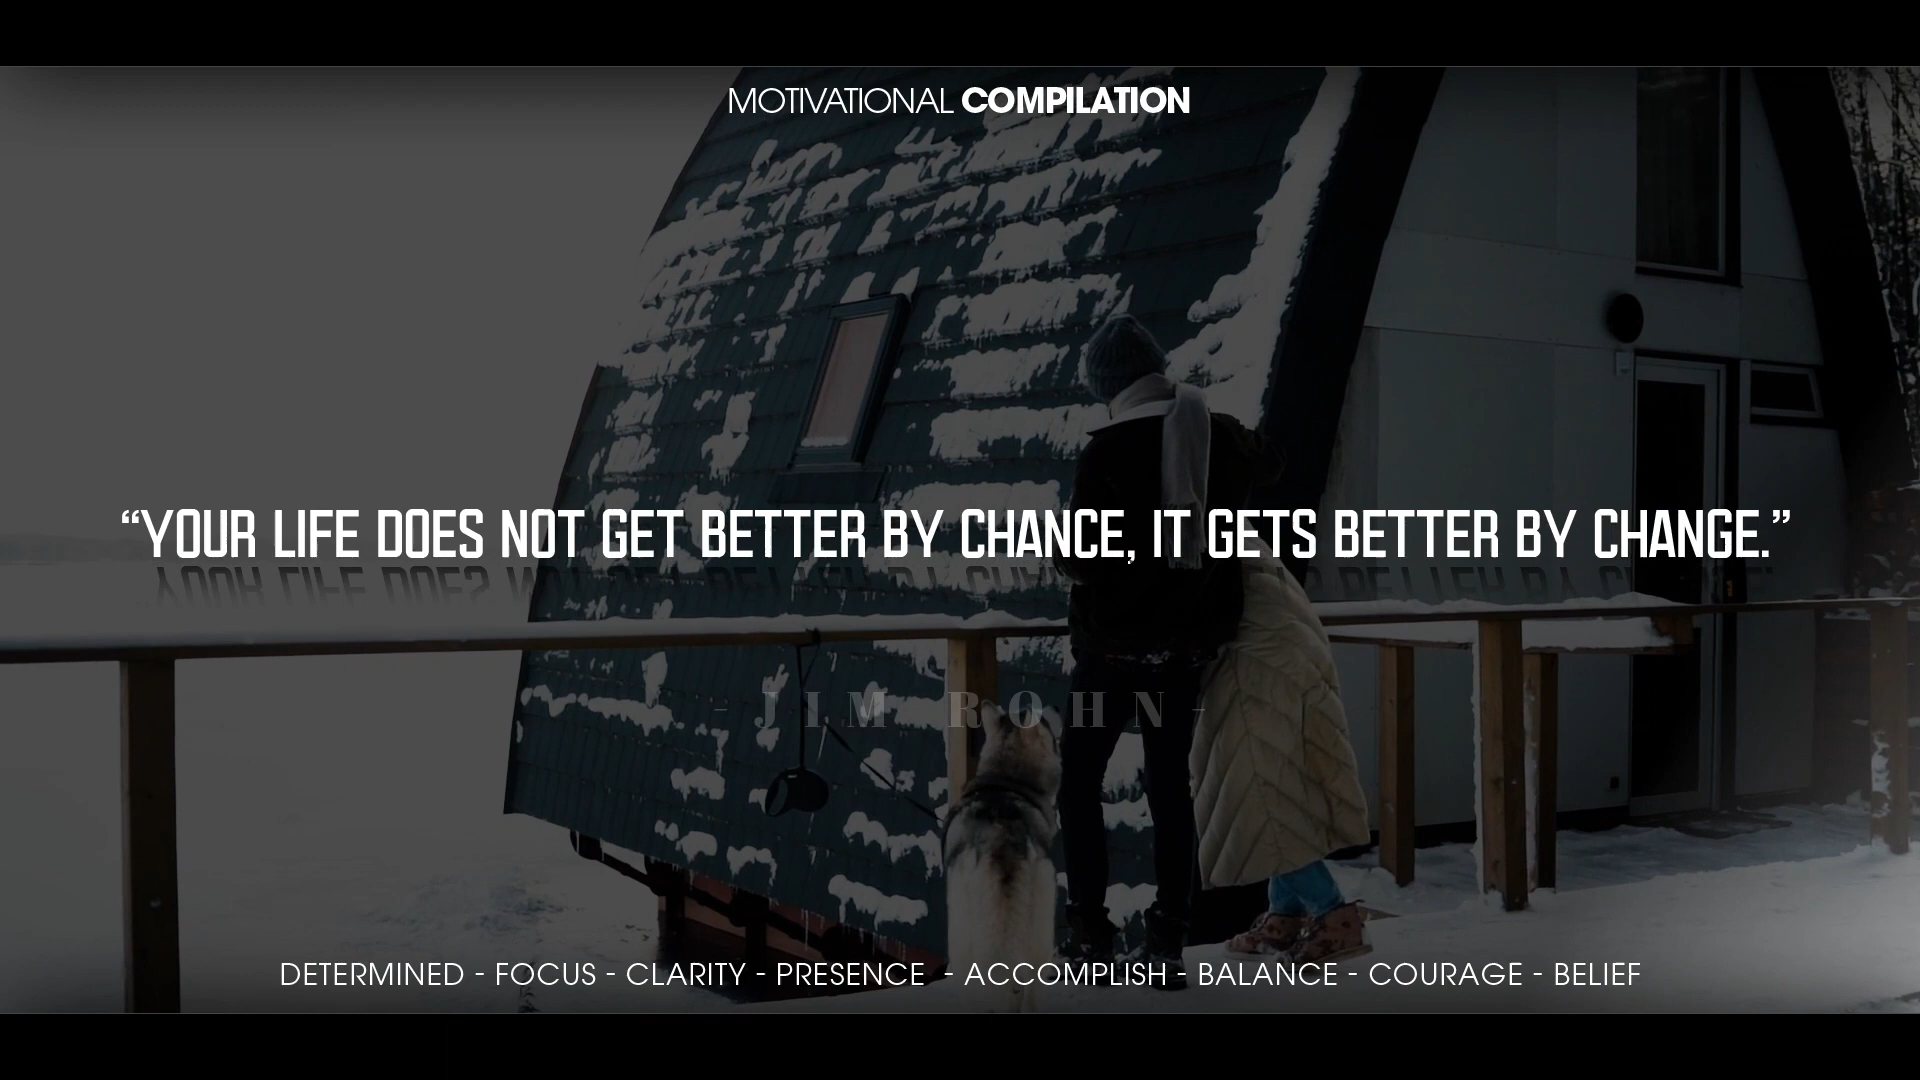 MOTIVATIONAL COMPILATION
“YOUR LIFE DOES NOT GET BETTER BY CHANCE, IT GETS BETTER BY CHANGE.”
- JIM ROHN -
DETERMINED - FOCUS - CLARITY - PRESENCE - ACCOMPLISH - BALANCE - COURAGE - BELIEF